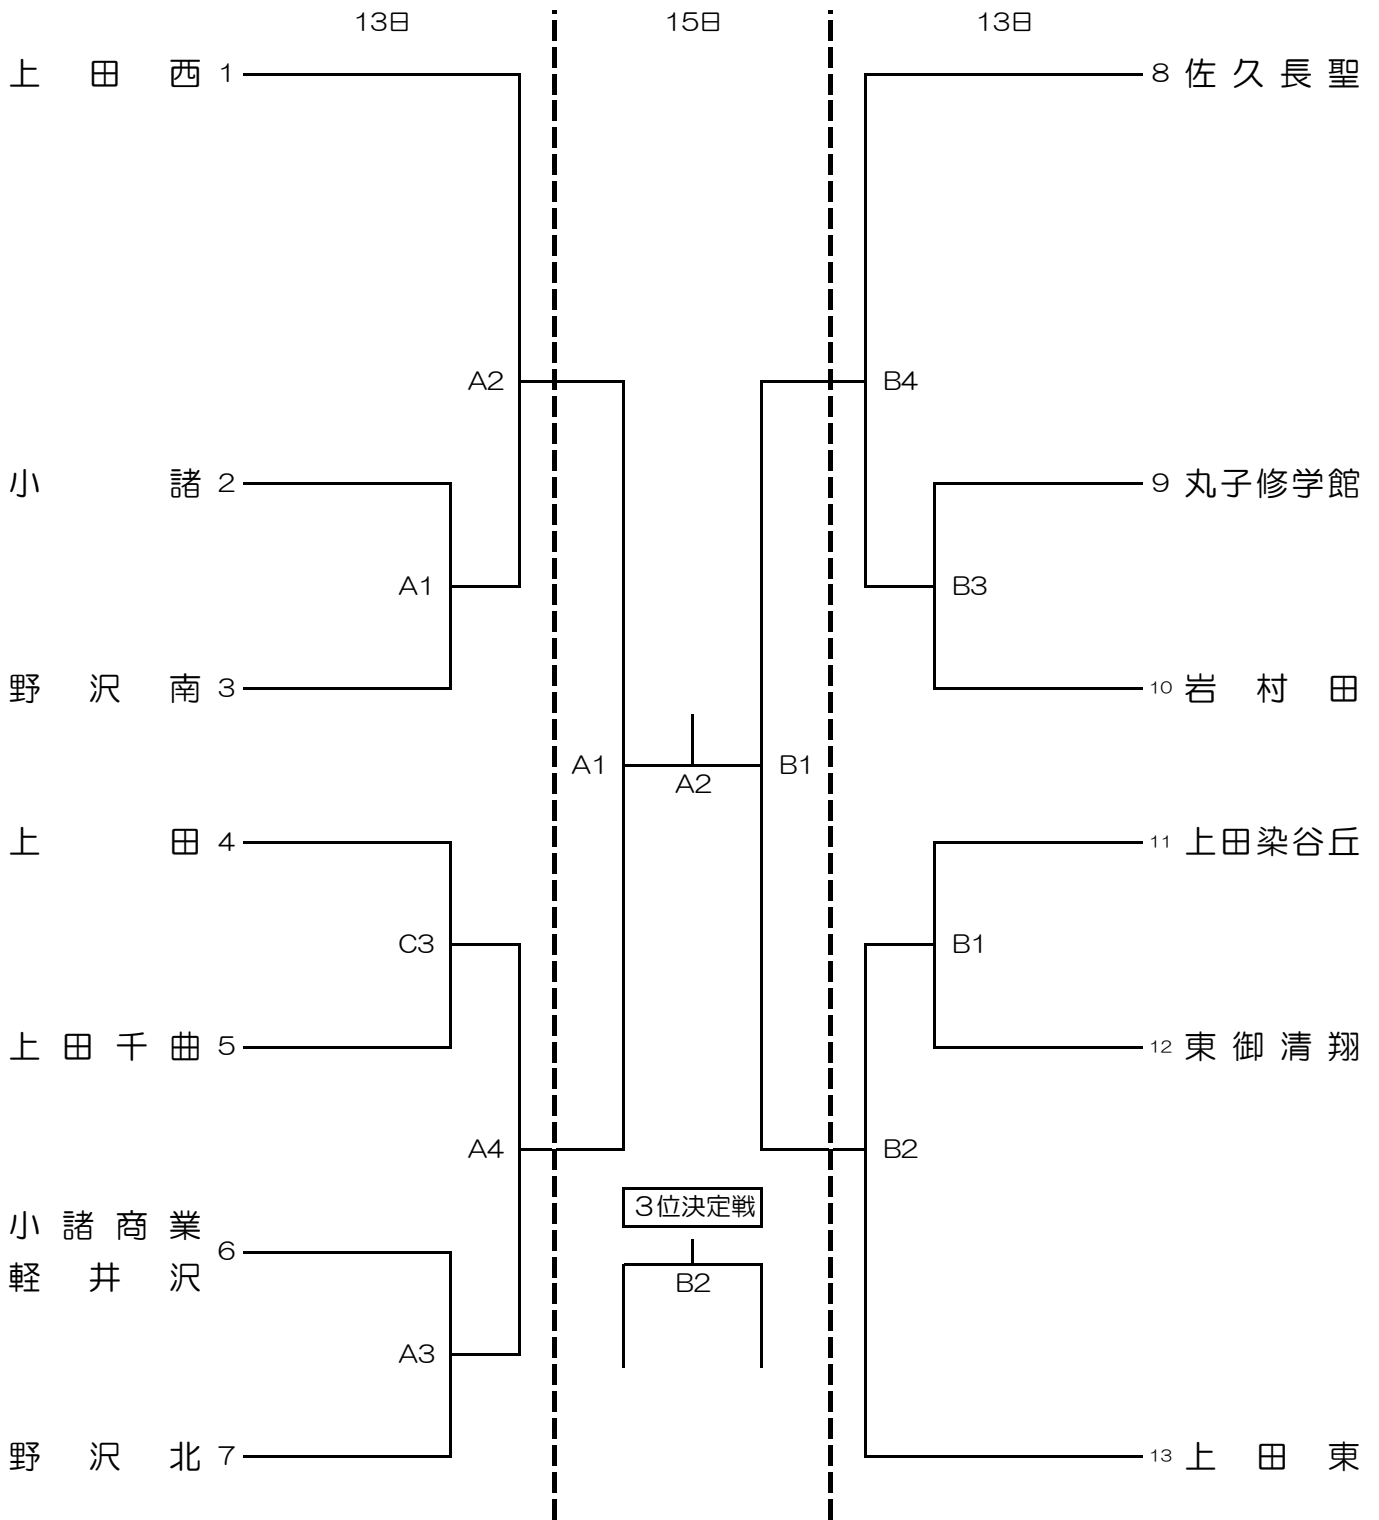 13日 15日 13日
上田西 1
8 佐久長聖
A2
B4
小諸 2
9 丸子修学館
A1
B3
野沢南 3
10 岩村田
A1
A2
B1
上田 4
11 上田染谷丘
C3
B1
上田千曲 5
12 東御清翔
A4
B2
3位決定戦
小諸商業
軽井沢
6
B2
A3
野沢北 7
13 上田東